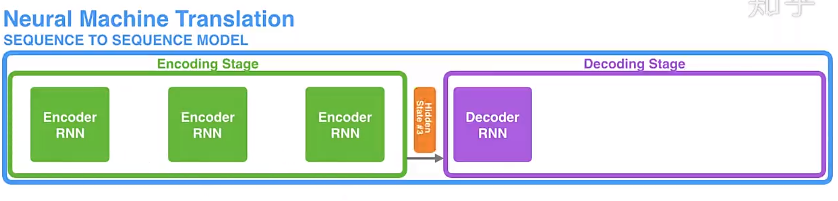 知乎
Neural Machine Translation
SEQUENCE TO SEQUENCE MODEL
Encoding Stage
Decoding Stage
Encoder
RNN
Encoder
RNN
Encoder
RNN
Hidden
State #3
Decoder
RNN